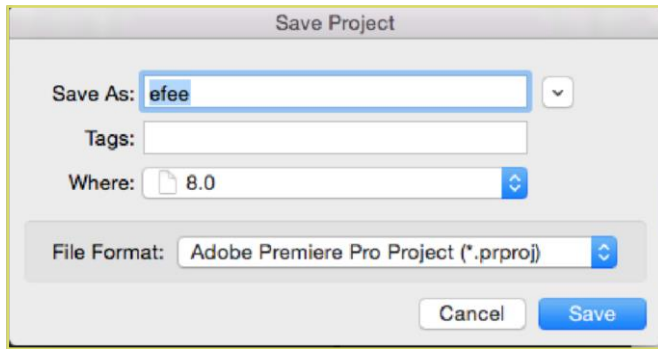 Save Project
Save As: efee
Tags:
Where: 8.0
File Format: Adobe Premiere Pro Project (*.prproj)
Cancel Save